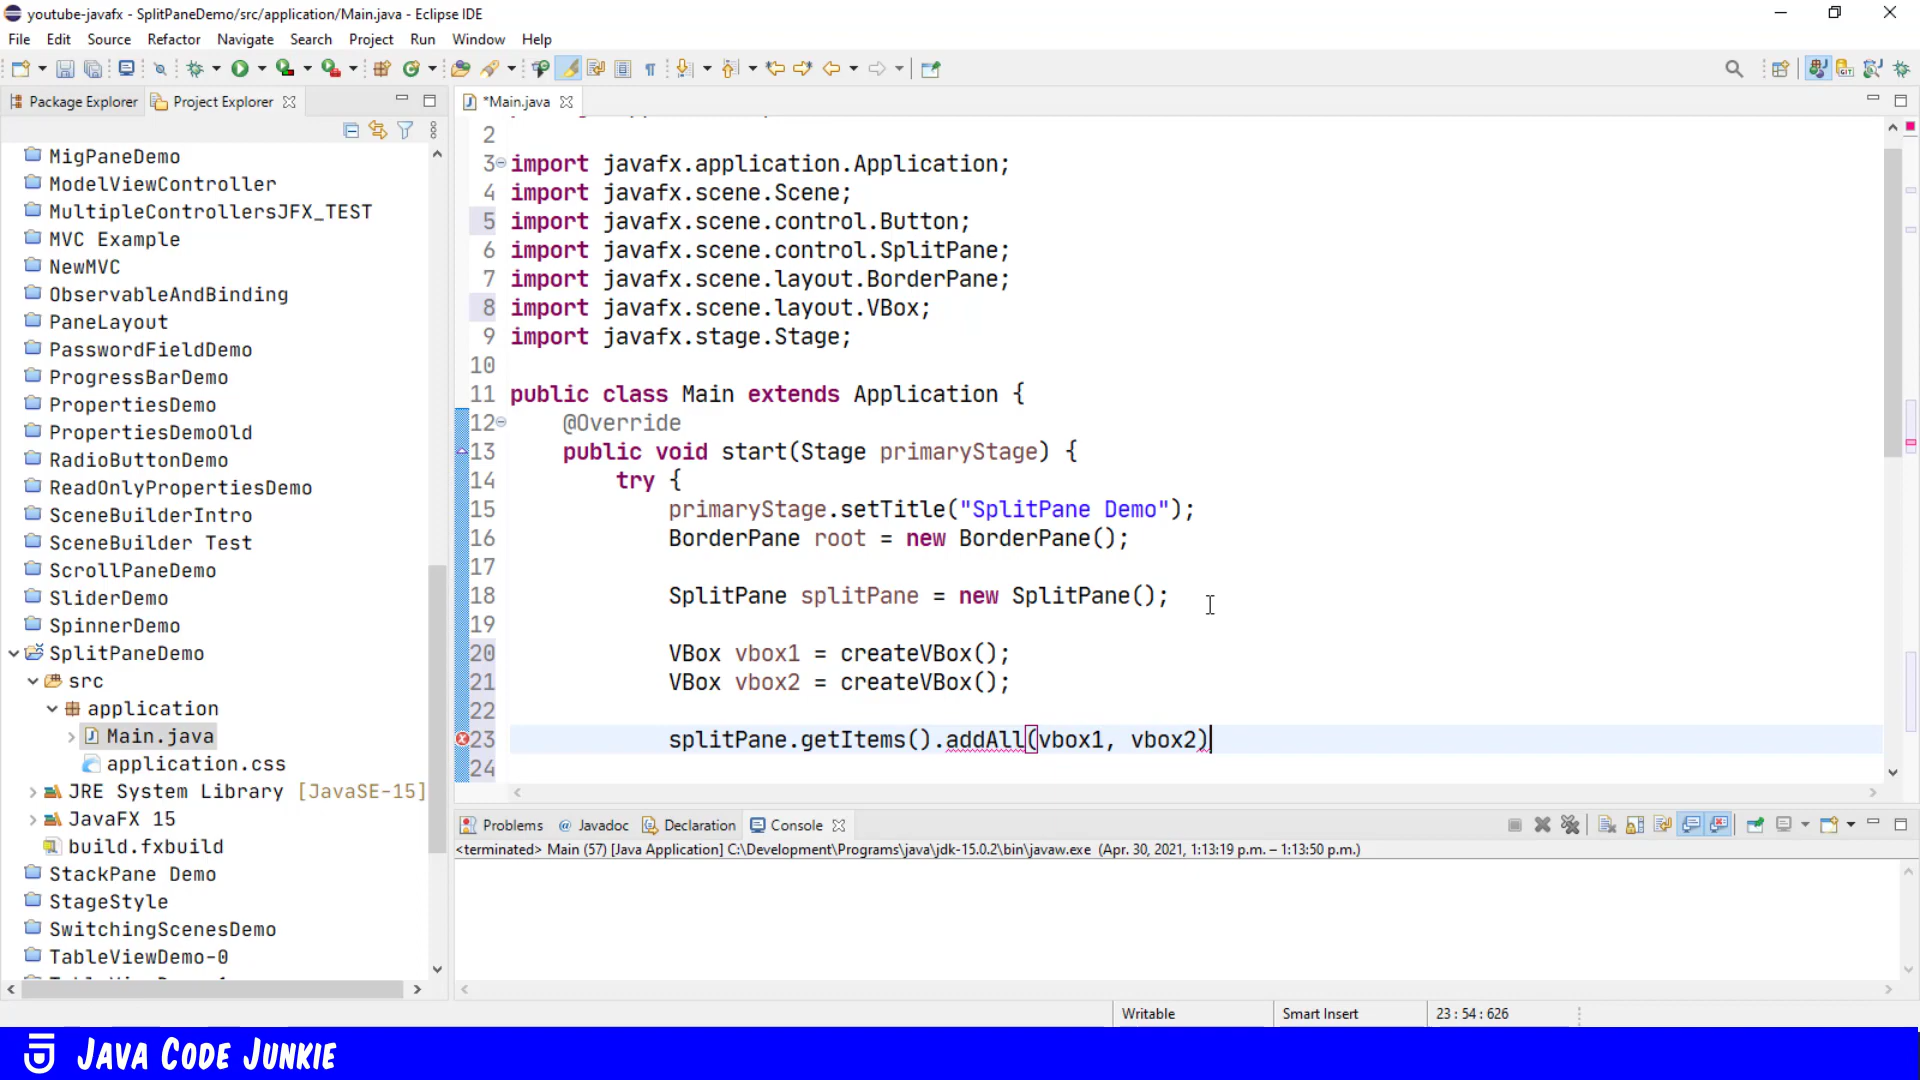 youtube-javafx - SplitPaneDemo/src/application/Main.java - Eclipse IDE
File Edit Source Refactor Navigate Search Project Run Window Help
Package Explorer Project Explorer
*Main.java
MigPaneDemo
ModelViewController
MultipleControllersJFX_TEST
MVC Example
NewMVC
ObservableAndBinding
PaneLayout
PasswordFieldDemo
ProgressBarDemo
PropertiesDemo
PropertiesDemoOld
RadioButtonDemo
ReadOnlyPropertiesDemo
SceneBuilderIntro
SceneBuilder Test
ScrollPaneDemo
SliderDemo
SpinnerDemo
SplitPaneDemo
src
application
Main.java
application.css
JRE System Library [JavaSE-15]
JavaFX 15
build.fxbuild
StackPane Demo
StageStyle
SwitchingScenesDemo
TableViewDemo-0
2
3 import javafx.application.Application;
4 import javafx.scene.Scene;
5 import javafx.scene.control.Button;
6 import javafx.scene.control.SplitPane;
7 import javafx.scene.layout.BorderPane;
8 import javafx.scene.layout.VBox;
9 import javafx.stage.Stage;
10
11 public class Main extends Application {
12 @Override
13 public void start(Stage primaryStage) {
14 try {
15 primaryStage.setTitle("SplitPane Demo");
16 BorderPane root = new BorderPane();
17
18 SplitPane splitPane = new SplitPane();
19
20 VBox vbox1 = createVBox();
21 VBox vbox2 = createVBox();
22
23 splitPane.getItems().addAll(vbox1, vbox2)
24
Problems @ Javadoc Declaration Console
<terminated> Main (57) [Java Application] C:\Development\Programs\java\jdk-15.0.2\bin\javaw.exe (Apr. 30, 2021, 1:13:19 p.m. – 1:13:50 p.m.)
Writable Smart Insert 23 : 54 : 626
JAVA CODE JUNKIE